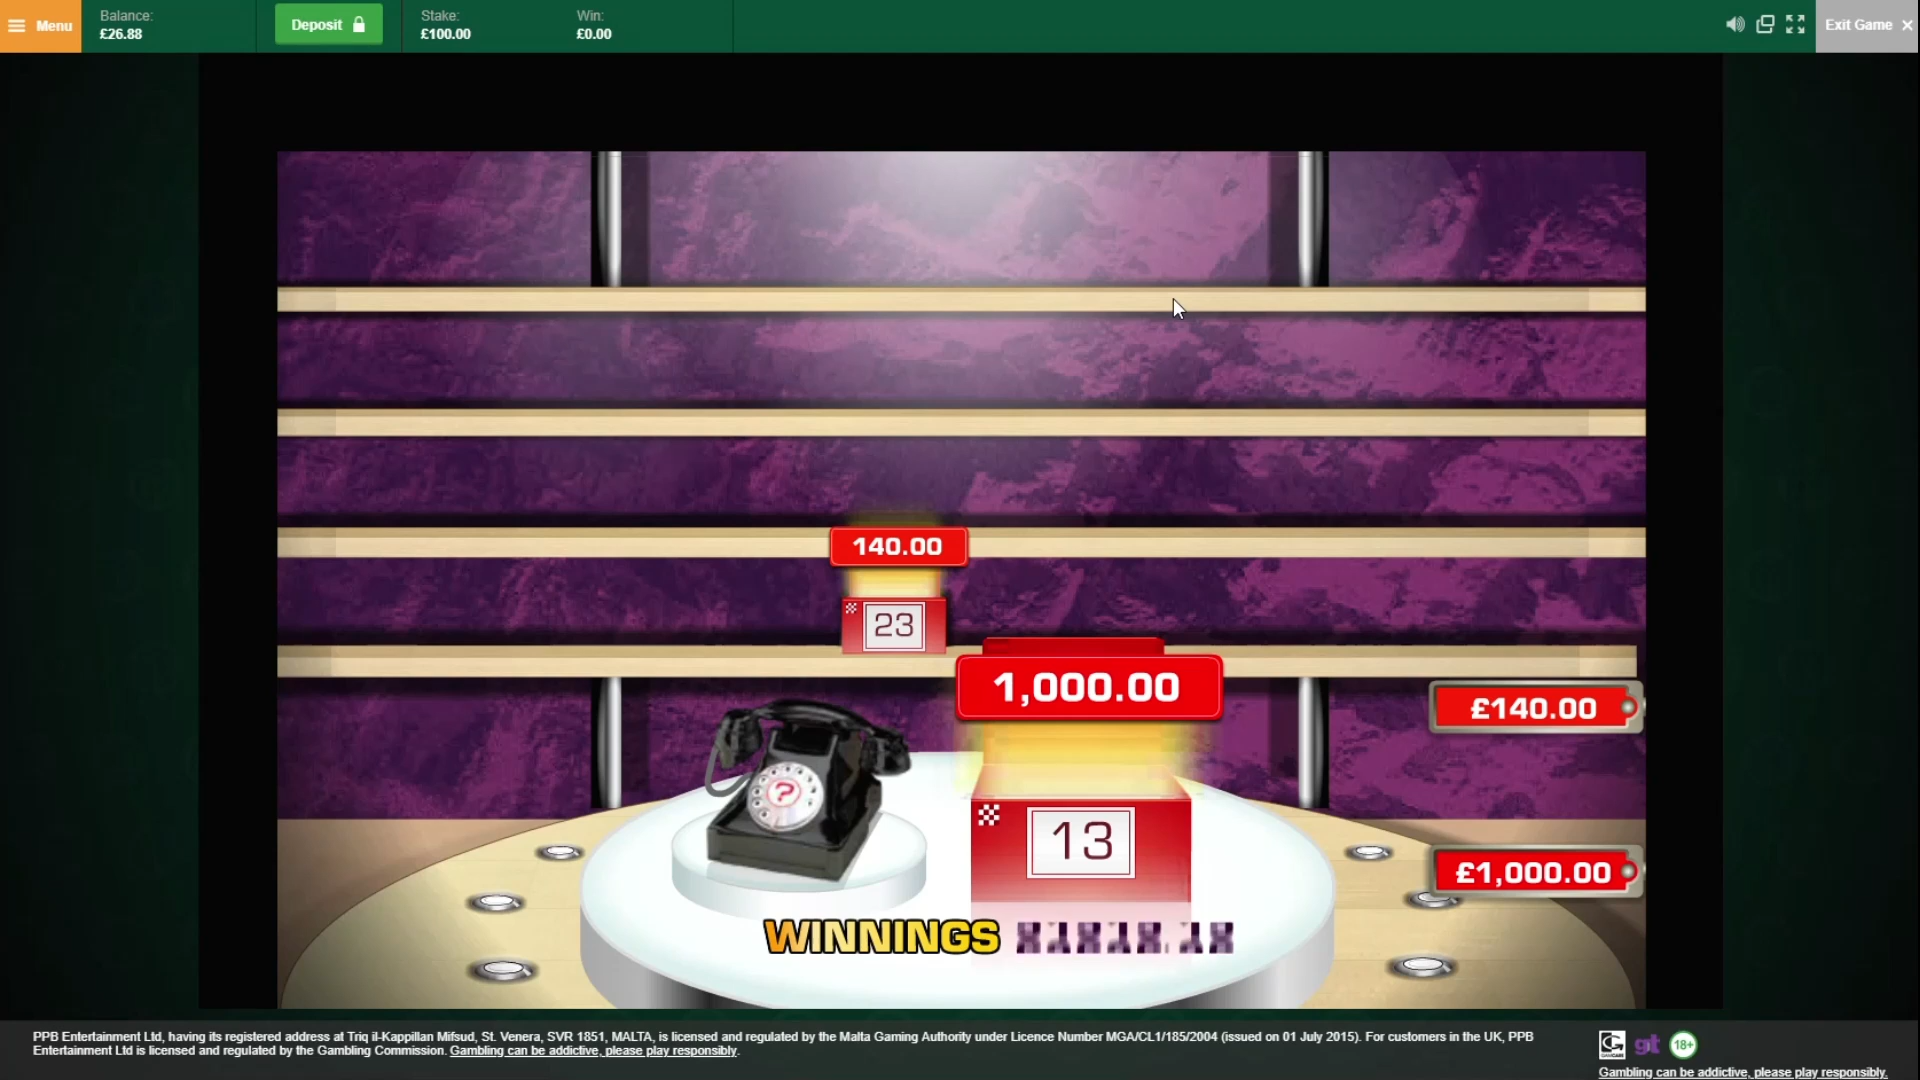 Menu
Balance:
£26.88
Deposit
Stake:
£100.00
Win:
£0.00
Exit Game
140.00
23
1,000.00
£140.00
?
13
£1,000.00
WINNINGS
PPB Entertainment Ltd, having its registered address at Triq il-Kappillan Mifsud, St. Venera, SVR 1851, MALTA, is licensed and regulated by the Malta Gaming Authority under Licence Number MGA/CL1/185/2004 (issued on 01 July 2015). For customers in the UK, PPB
Entertainment Ltd is licensed and regulated by the Gambling Commission. Gambling can be addictive, please play responsibly.
GAMCARE
gt
18+
Gambling can be addictive, please play responsibly.